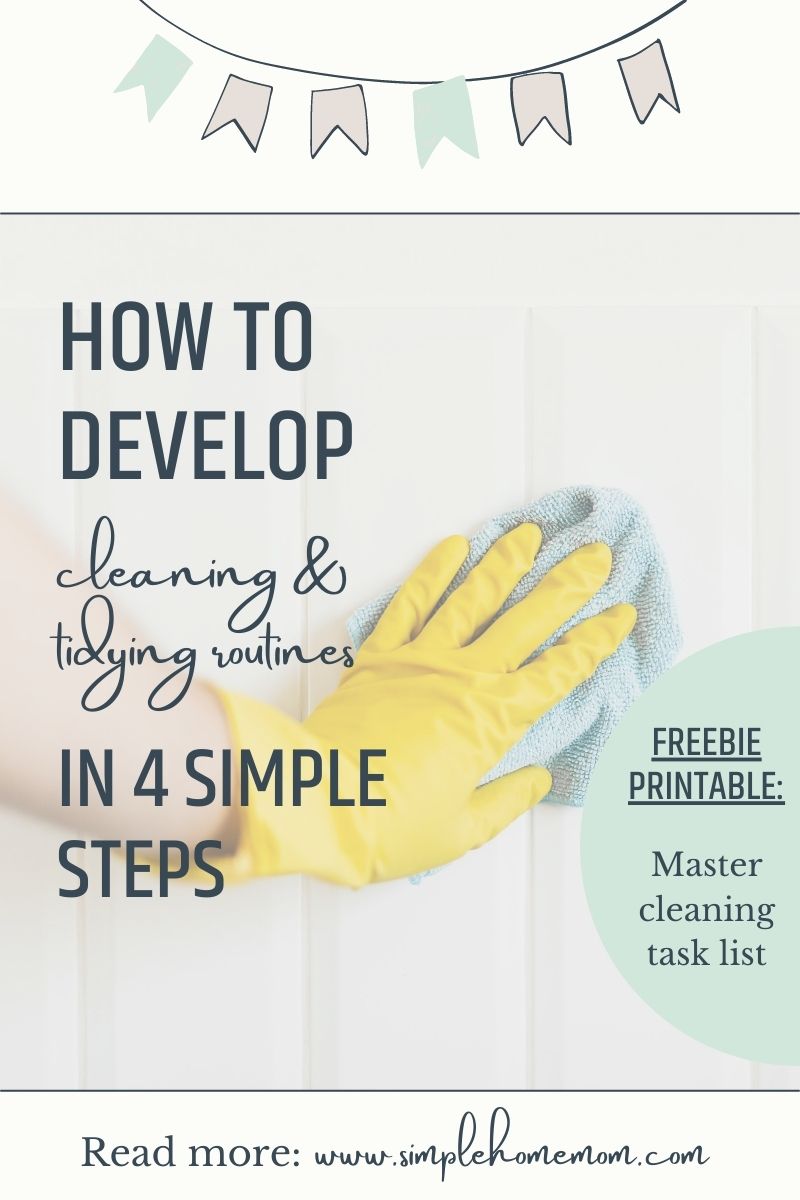 HOW TO
DEVELOP
cleaning &
tidying routines
IN 4 SIMPLE
STEPS
FREEBIE
PRINTABLE:
Master
cleaning
task list
Read more: www.simplehomemom.com